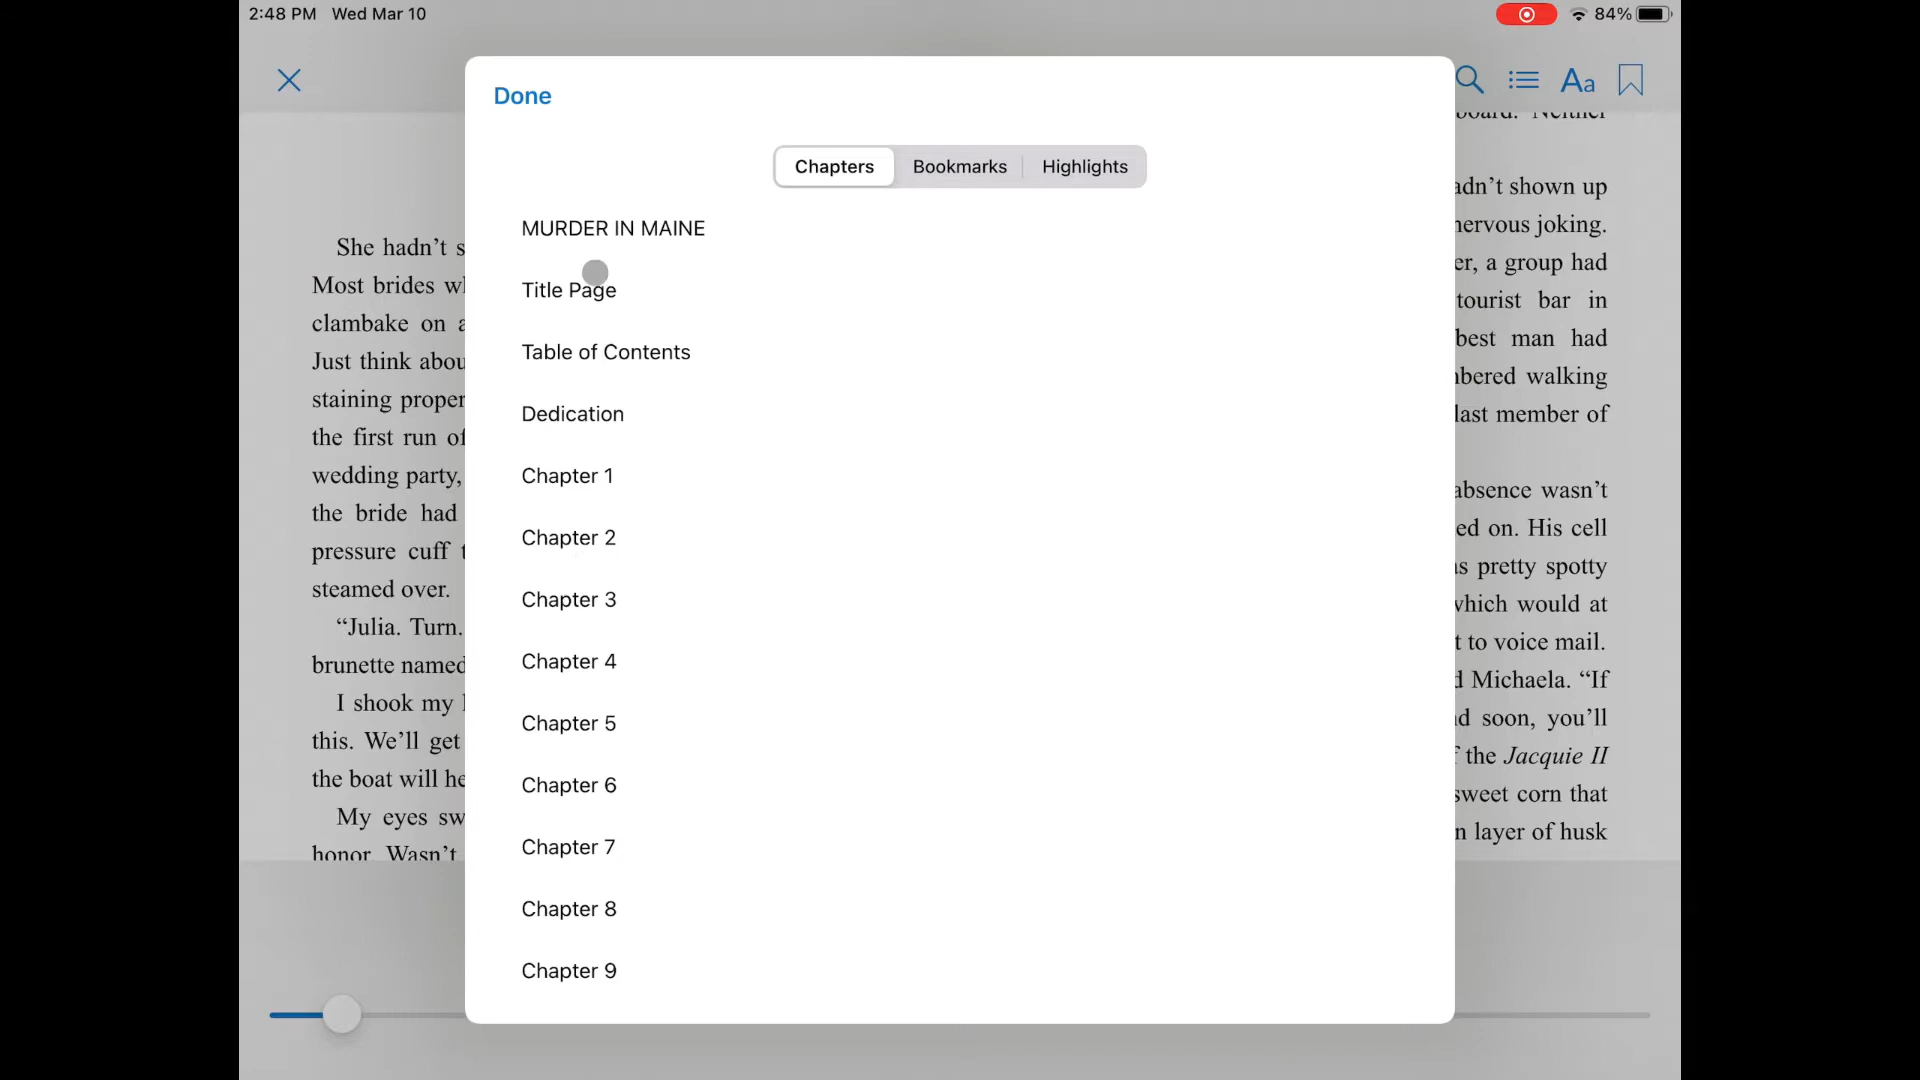 2:48 PM Wed Mar 10
84%
Done
Aa
Chapters Bookmarks Highlights
MURDER IN MAINE
Title Page
Table of Contents
Dedication
Chapter 1
Chapter 2
Chapter 3
Chapter 4
Chapter 5
Chapter 6
Chapter 7
Chapter 8
Chapter 9
She hadn’t s
Most brides wh
clambake on a
Just think abou
staining proper
the first run of
wedding party,
the bride had
pressure cuff t
steamed over.
“Julia. Turn.
brunette named
I shook my
this. We’ll get
the boat will he
My eyes sw
honor. Wasn’t
board. Neither
adn’t shown up
nervous joking.
er, a group had
tourist bar in
best man had
mbered walking
last member of
absence wasn’t
ed on. His cell
as pretty spotty
which would at
t to voice mail.
d Michaela. “If
nd soon, you’ll
f the Jacquie II
sweet corn that
n layer of husk